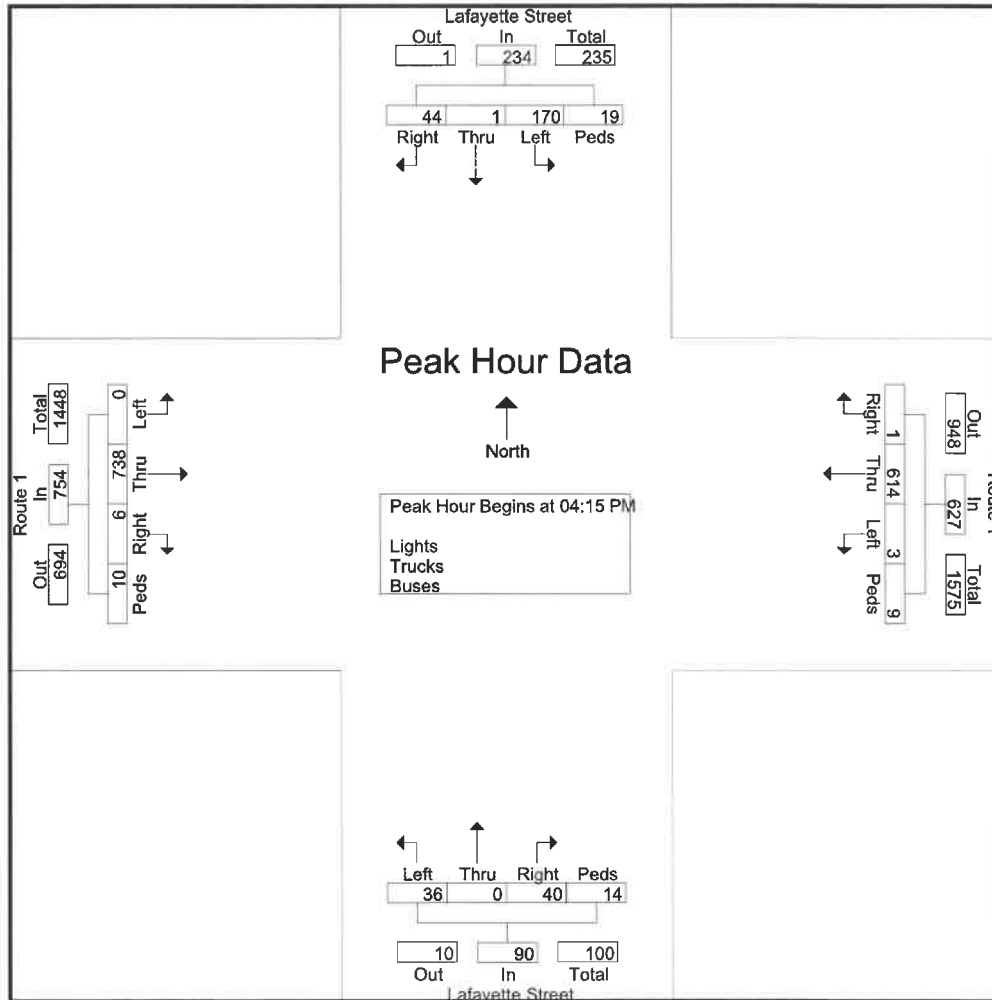 Lafayette Street
Out In Total
1 234 235
44 1 170 19
Right Thru Left Peds
Peak Hour Data
North
Peak Hour Begins at 04:15 PM
Lights
Trucks
Buses
Route 1
Total In Out
1448 754 694
0 738 6 10
Left Thru Right Peds
Right Thru Left Peds
1 614 3 9
Out In Total
948 627 1575
Left Thru Right Peds
36 0 40 14
10 90 100
Out In Total
Lafayette Street